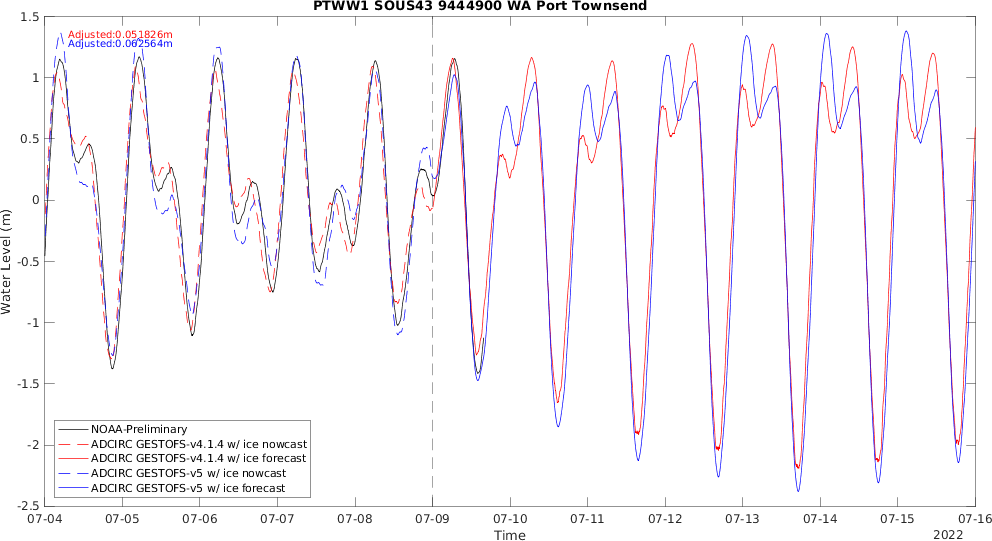 PTWW1 SOUS43 9444900 WA Port Townsend
Adjusted:0.051826m
Adjusted:0.062564m
1.5
1
0.5
0
-0.5
-1
-1.5
-2
-2.5
Water Level (m)
NOAA-Preliminary
ADCIRC GESTOFS-v4.1.4 w/ ice nowcast
ADCIRC GESTOFS-v4.1.4 w/ ice forecast
ADCIRC GESTOFS-v5 w/ ice nowcast
ADCIRC GESTOFS-v5 w/ ice forecast
07-04 07-05 07-06 07-07 07-08 07-09 07-10 07-11 07-12 07-13 07-14 07-15 07-16
Time
2022